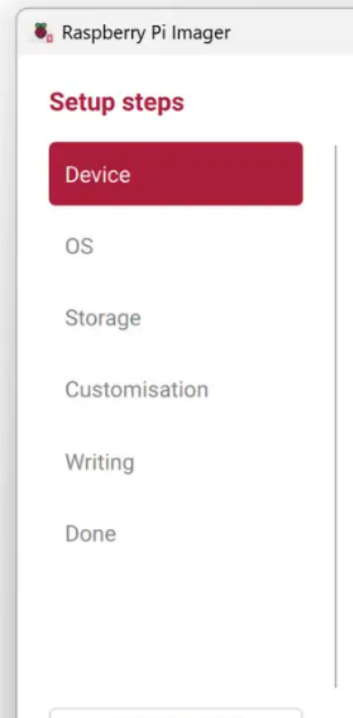 Raspberry Pi Imager
Setup steps
Device
OS
Storage
Customisation
Writing
Done